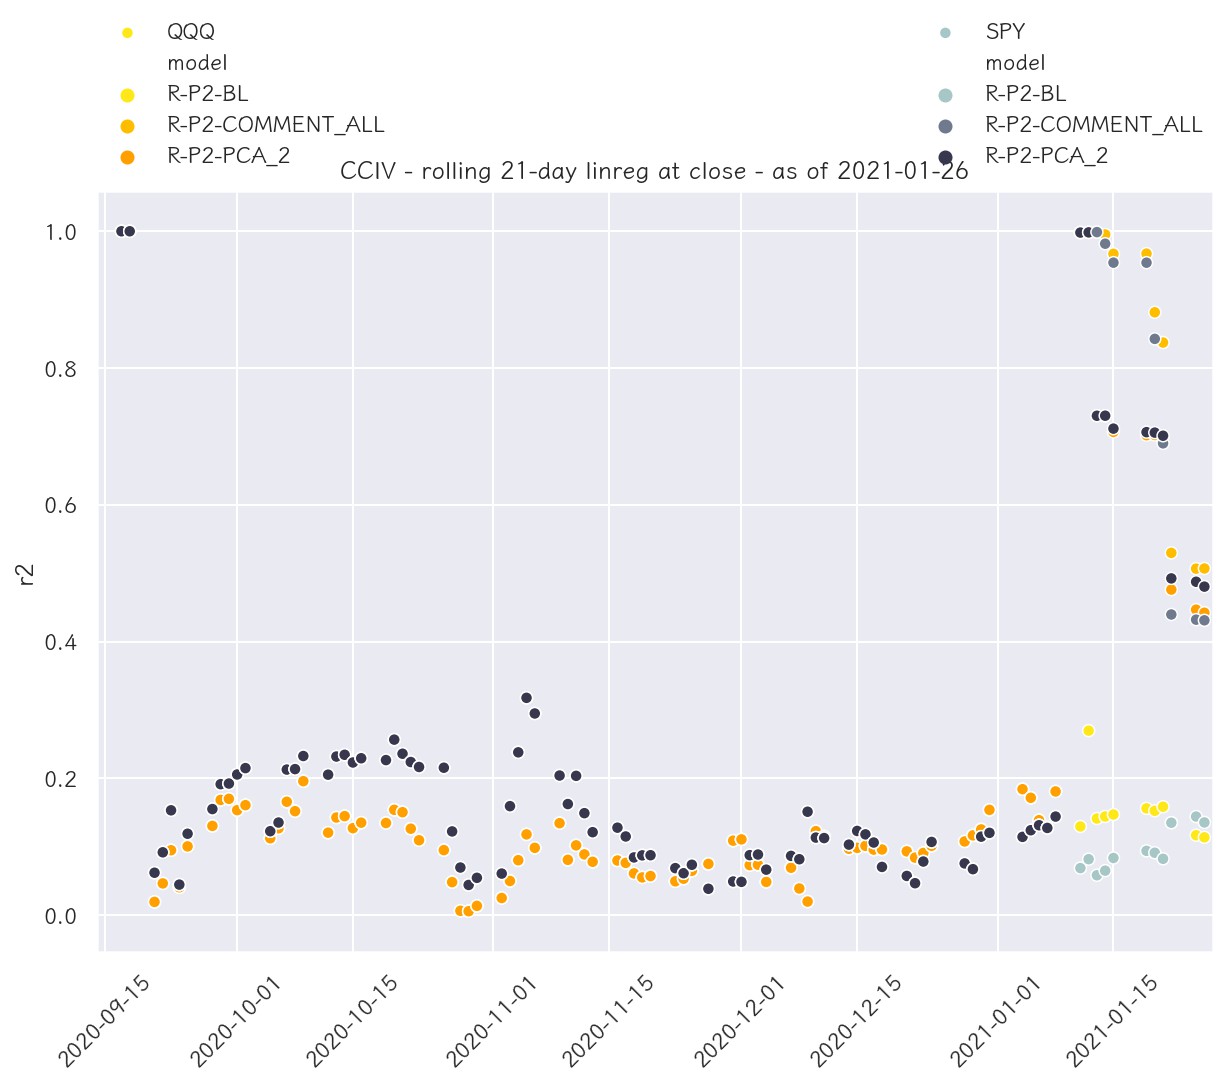 QQQ
model
R-P2-BL
R-P2-COMMENT_ALL
R-P2-PCA_2
SPY
model
R-P2-BL
R-P2-COMMENT_ALL
R-P2-PCA_2
CCIV - rolling 21-day linreg at close - as of 2021-01-26
1.0
0.8
0.6
0.4
0.2
0.0
r2
2020-09-15
2020-10-01
2020-10-15
2020-11-01
2020-11-15
2020-12-01
2020-12-15
2021-01-01
2021-01-15